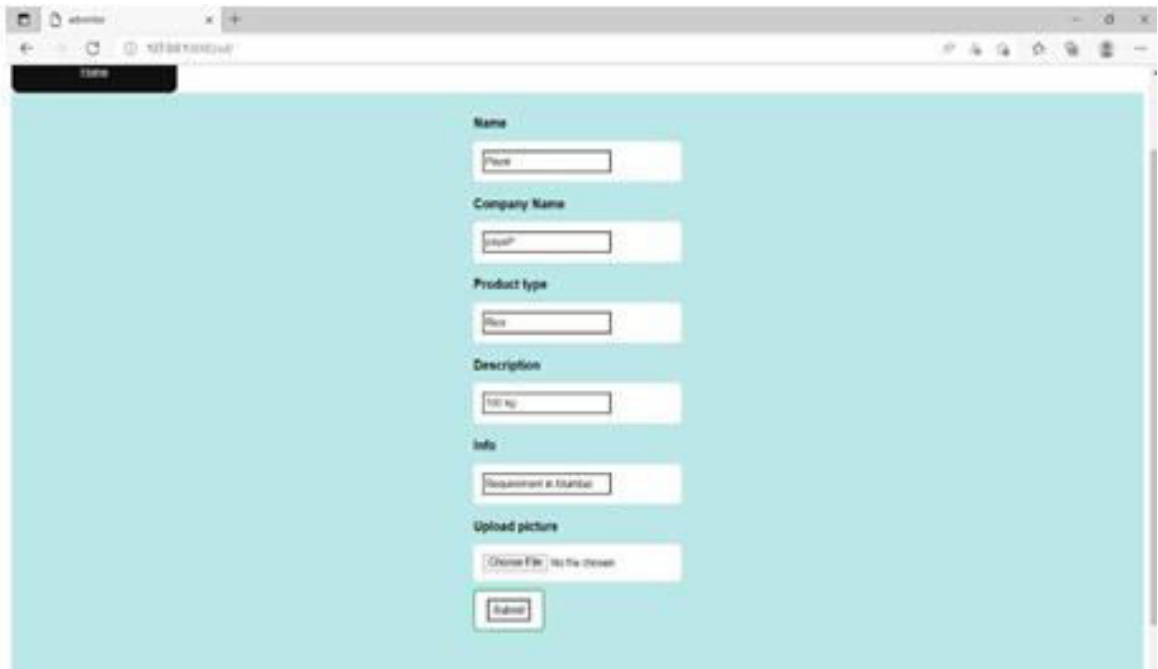 Home
Name
Company Name
Product type
Rice
Description
100 kg
Info
Requirement in Mumbai
Upload picture
Choose File No file chosen
Submit